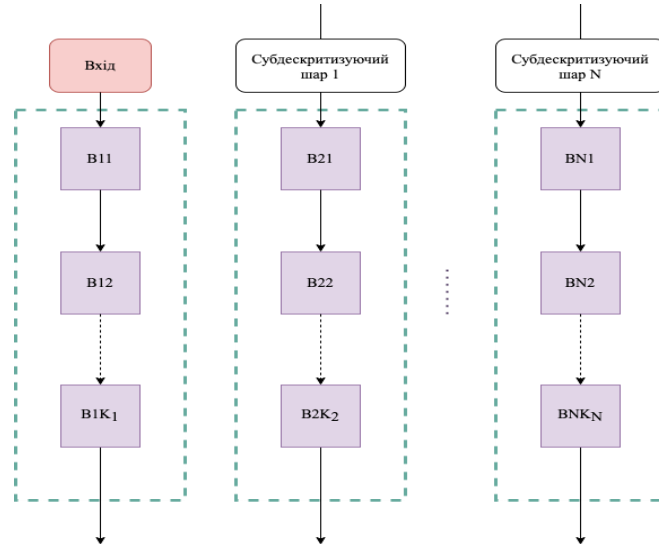 Вхід
Субдескритизуючий
шар 1
Субдескритизуючий
шар N
B11
B21
BN1
B12
B22
BN2
B1K₁
B2K₂
BNKN